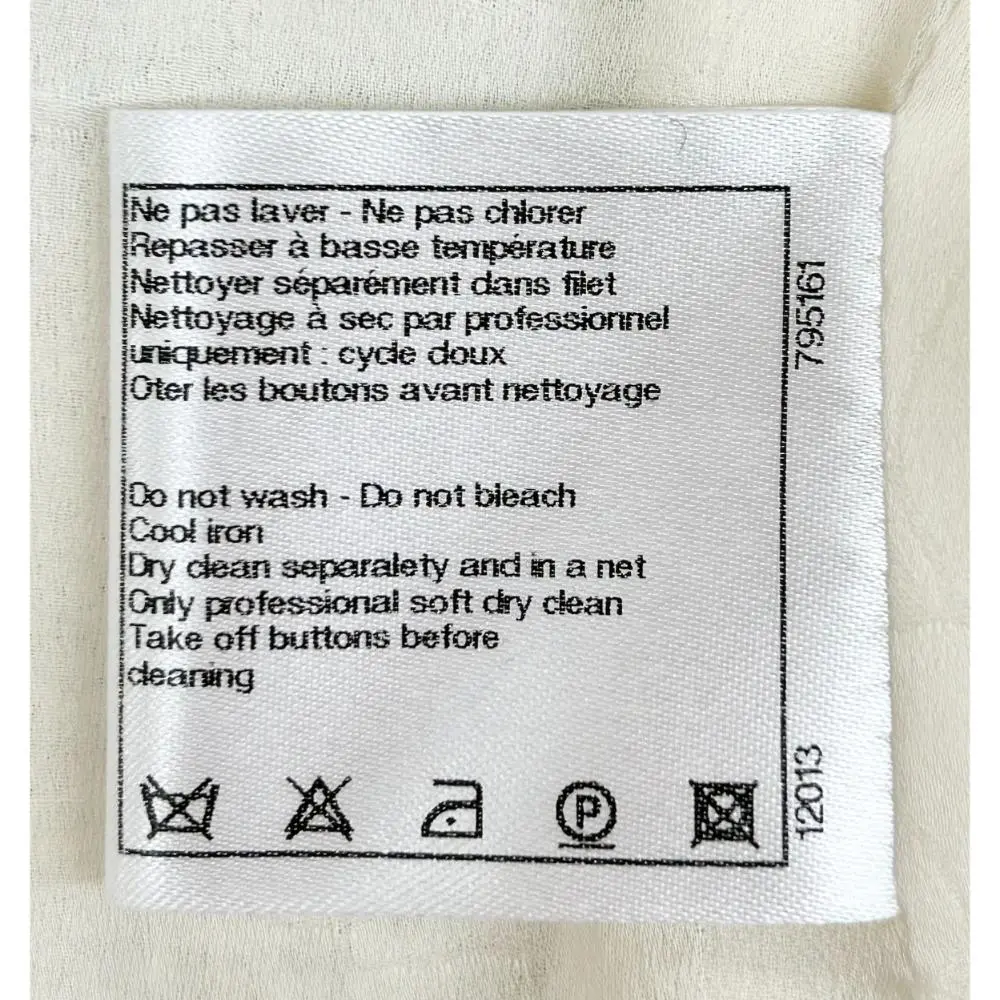 Ne pas laver - Ne pas chlorer
Repasser à basse température
Nettoyer séparément dans filet
Nettoyage à sec par professionnel
uniquement : cycle doux
Oter les boutons avant nettoyage
Do not wash - Do not bleach
Cool iron
Dry clean separalety and in a net
Only professional soft dry clean
Take off buttons before
cleaning
P
795161
12013